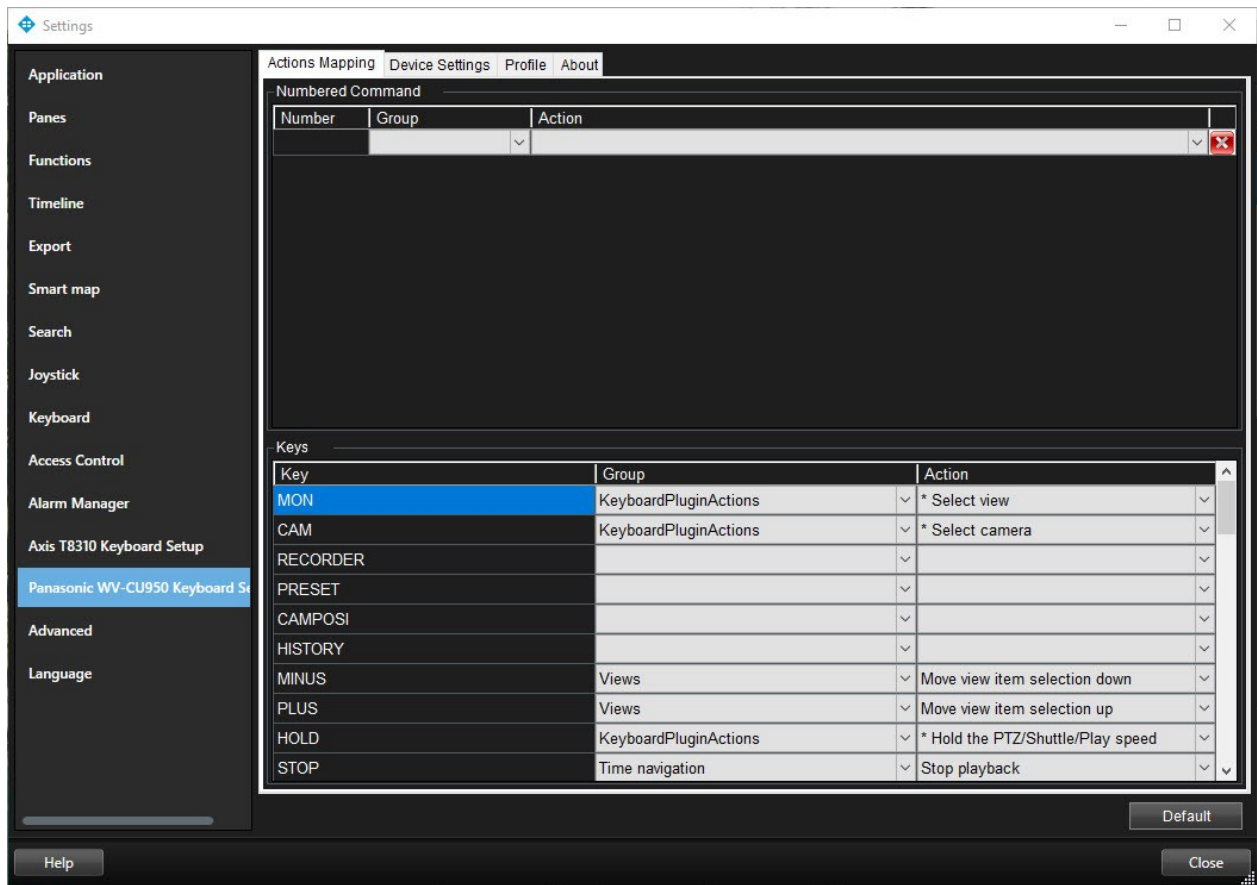 Settings
Application
Panes
Functions
Timeline
Export
Smart map
Search
Joystick
Keyboard
Access Control
Alarm Manager
Axis T8310 Keyboard Setup
Panasonic WV-CU950 Keyboard Se
Advanced
Language
Actions Mapping Device Settings Profile About
Numbered Command
Number Group Action
Keys
Key Group Action
MON KeyboardPluginActions * Select view
CAM KeyboardPluginActions * Select camera
RECORDER
PRESET
CAMPOSI
HISTORY
MINUS Views Move view item selection down
PLUS Views Move view item selection up
HOLD KeyboardPluginActions * Hold the PTZ/Shuttle/Play speed
STOP Time navigation Stop playback
Default
Help Close